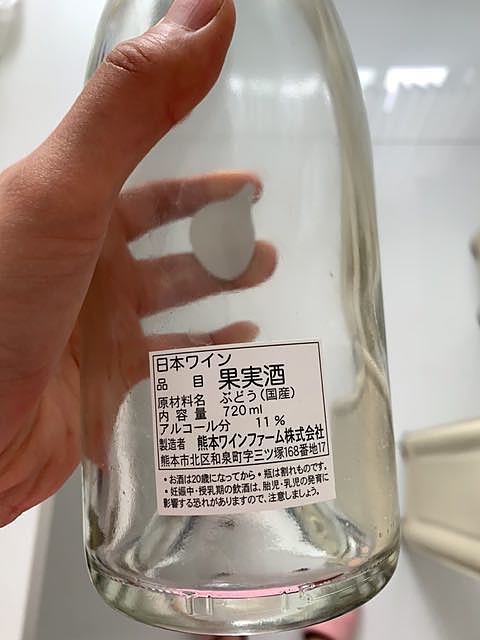 日本ワイン
品 目 果実酒
原材料名 ぶどう(国産)
内容量 720ml
アルコール分 11%
製造者 熊本ワインファーム株式会社
熊本市北区和泉町字三ツ塚168番地17
・お酒は20歳になってから・瓶は割れものです。
・妊娠中・授乳期の飲酒は、胎児・乳児の発育に
影響する恐れがありますので、注意しましょう。